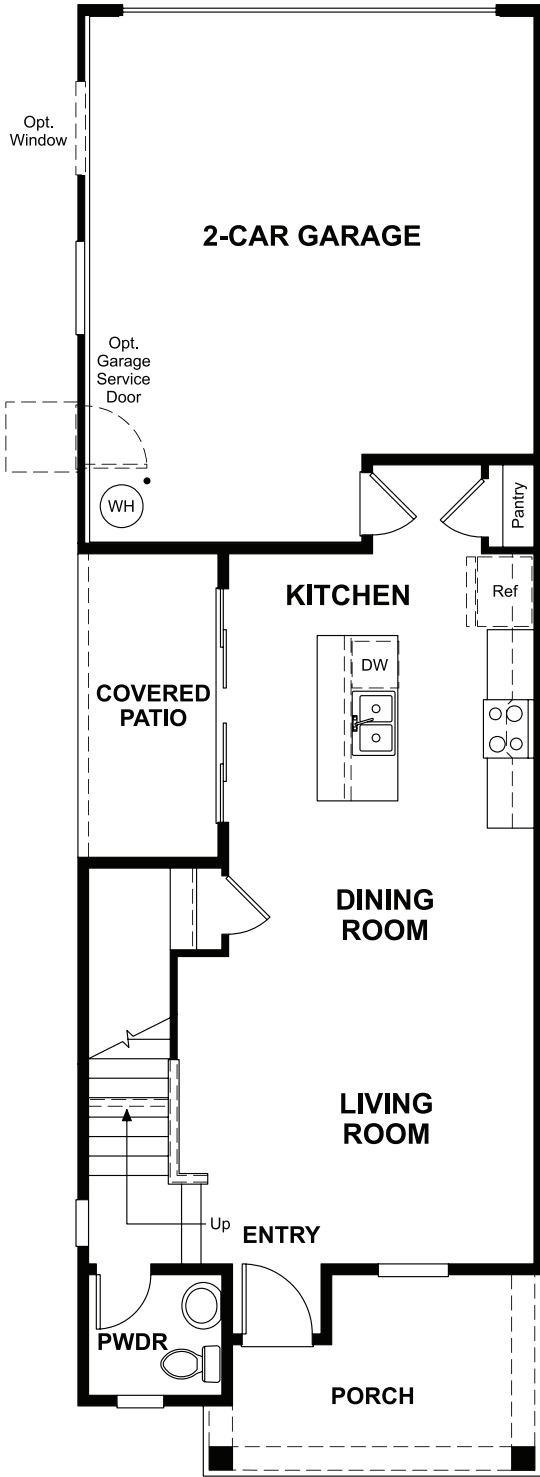 Opt.
Window
2-CAR GARAGE
Opt.
Garage
Service
Door
WH
Pantry
KITCHEN
Ref
DW
COVERED
PATIO
DINING
ROOM
LIVING
ROOM
Up
ENTRY
PWDR
PORCH